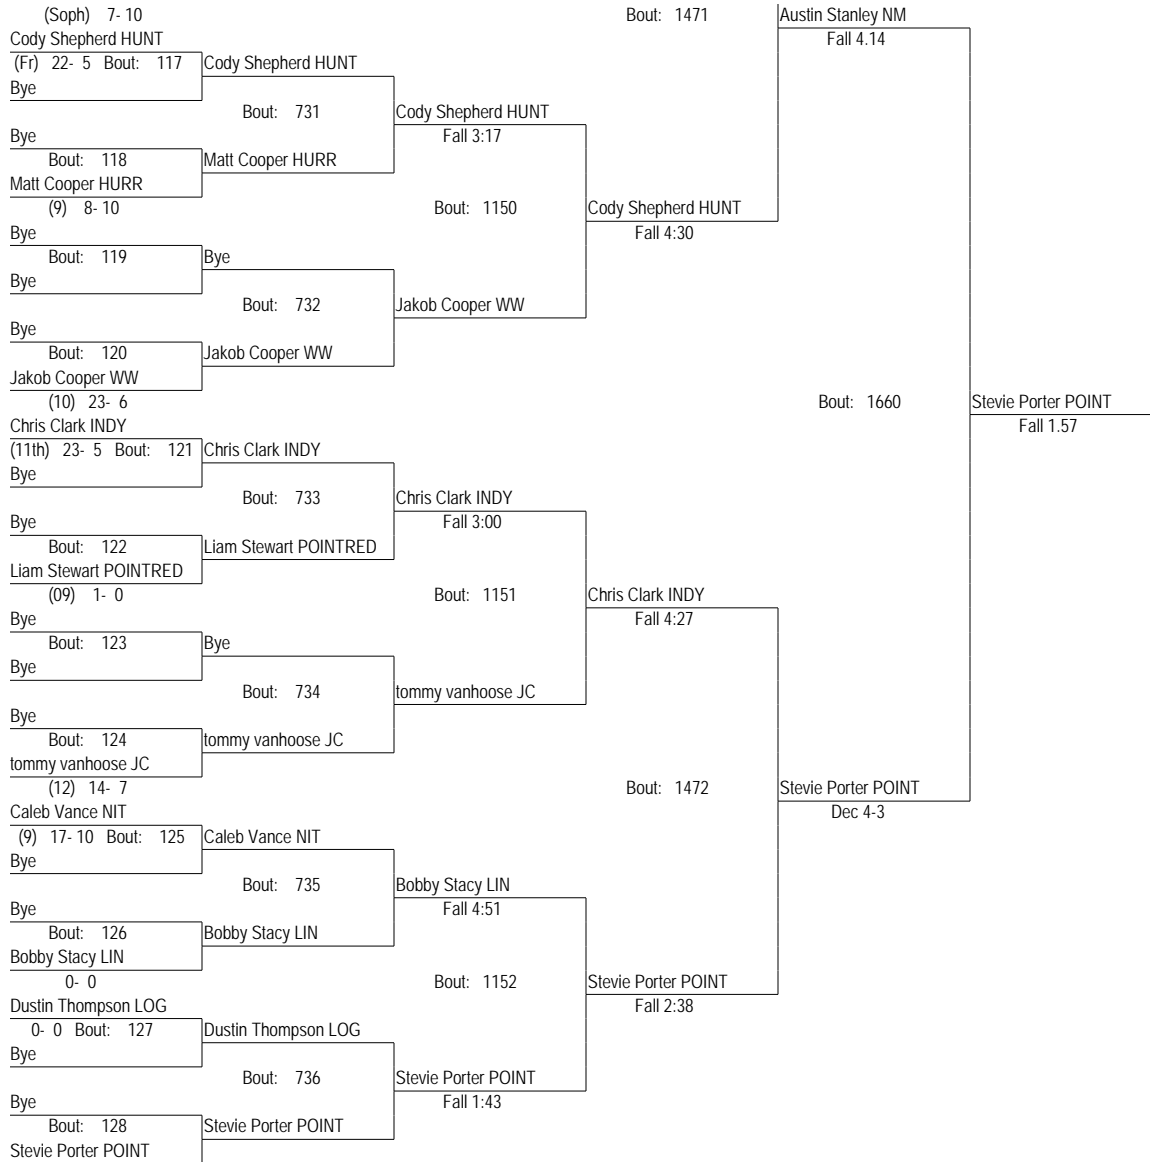 (Soph) 7- 10 Bout: 1471 Austin Stanley NM
Cody Shepherd HUNT Fall 4.14
(Fr) 22- 5 Bout: 117 Cody Shepherd HUNT
Bye
Bout: 731 Cody Shepherd HUNT
Bye Fall 3:17
Bout: 118 Matt Cooper HURR
Matt Cooper HURR
(9) 8- 10 Bout: 1150 Cody Shepherd HUNT
Bye Fall 4:30
Bout: 119 Bye
Bye
Bout: 732 Jakob Cooper WW
Bye
Bout: 120 Jakob Cooper WW
Jakob Cooper WW
(10) 23- 6 Bout: 1660 Stevie Porter POINT
Chris Clark INDY Fall 1.57
(11th) 23- 5 Bout: 121 Chris Clark INDY
Bye
Bout: 733 Chris Clark INDY
Bye Fall 3:00
Bout: 122 Liam Stewart POINTRED
Liam Stewart POINTRED
(09) 1- 0 Bout: 1151 Chris Clark INDY
Bye Fall 4:27
Bout: 123 Bye
Bye
Bout: 734 tommy vanhoose JC
Bye
Bout: 124 tommy vanhoose JC
tommy vanhoose JC
(12) 14- 7 Bout: 1472 Stevie Porter POINT
Caleb Vance NIT Dec 4-3
(9) 17- 10 Bout: 125 Caleb Vance NIT
Bye
Bout: 735 Bobby Stacy LIN
Bye Fall 4:51
Bout: 126 Bobby Stacy LIN
Bobby Stacy LIN
0- 0 Bout: 1152 Stevie Porter POINT
Dustin Thompson LOG Fall 2:38
0- 0 Bout: 127 Dustin Thompson LOG
Bye
Bout: 736 Stevie Porter POINT
Bye Fall 1:43
Bout: 128 Stevie Porter POINT
Stevie Porter POINT